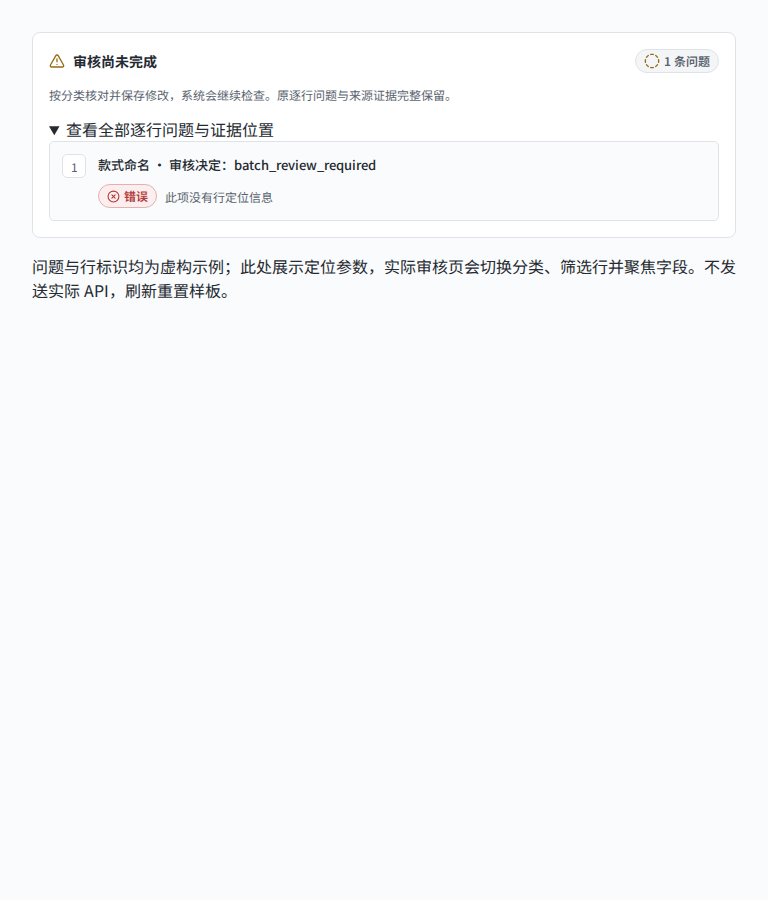 审核尚未完成
1 条问题
按分类核对并保存修改，系统会继续检查。原逐行问题与来源证据完整保留。
▼ 查看全部逐行问题与证据位置
1
款式命名 · 审核决定：batch_review_required
错误
此项没有行定位信息
问题与行标识均为虚构示例；此处展示定位参数，实际审核页会切换分类、筛选行并聚焦字段。不发
送实际 API，刷新重置样板。